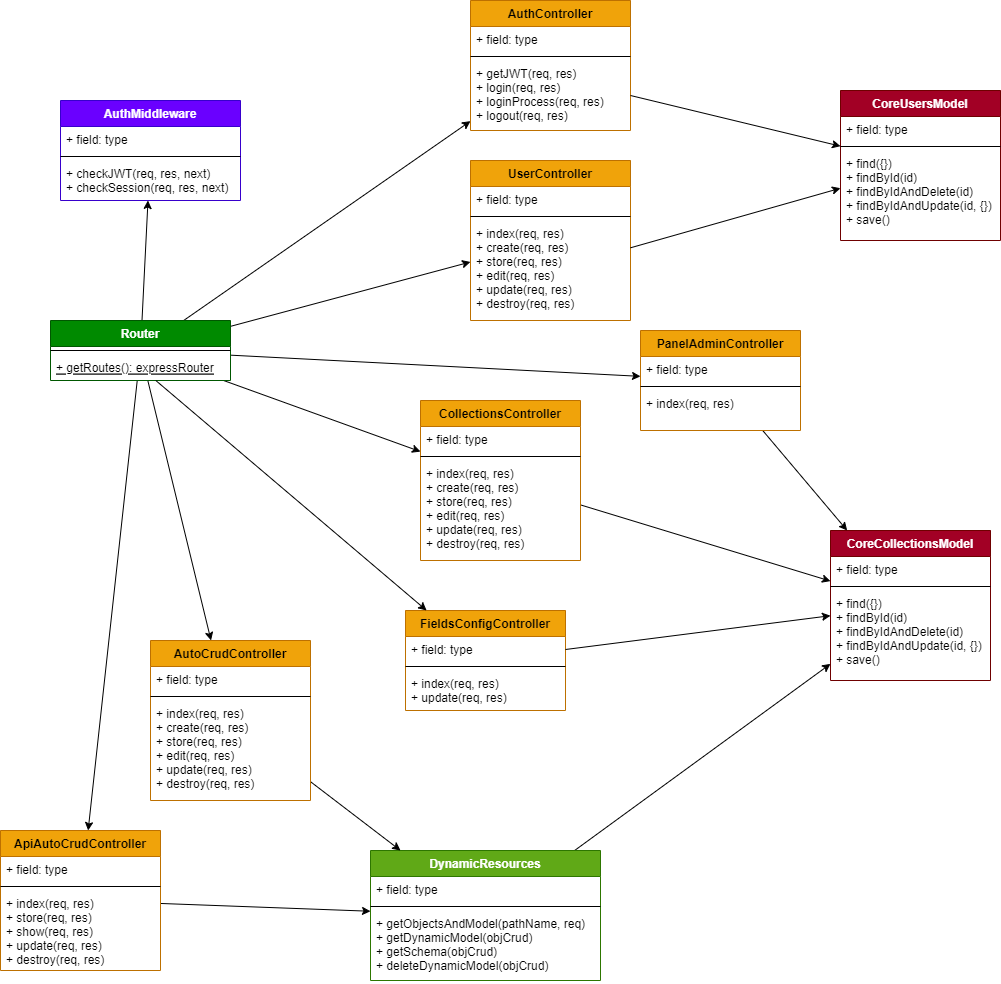 AuthController
+ field: type
+ getJWT(req, res)
+ login(req, res)
+ loginProcess(req, res)
+ logout(req, res)
AuthMiddleware
+ field: type
+ checkJWT(req, res, next)
+ checkSession(req, res, next)
CoreUsersModel
+ field: type
+ find({})
+ findById(id)
+ findByIdAndDelete(id)
+ findByIdAndUpdate(id, {})
+ save()
UserController
+ field: type
+ index(req, res)
+ create(req, res)
+ store(req, res)
+ edit(req, res)
+ update(req, res)
+ destroy(req, res)
Router
+ getRoutes(): expressRouter
PanelAdminController
+ field: type
+ index(req, res)
CollectionsController
+ field: type
+ index(req, res)
+ create(req, res)
+ store(req, res)
+ edit(req, res)
+ update(req, res)
+ destroy(req, res)
CoreCollectionsModel
+ field: type
+ find({})
+ findById(id)
+ findByIdAndDelete(id)
+ findByIdAndUpdate(id, {})
+ save()
FieldsConfigController
+ field: type
+ index(req, res)
+ update(req, res)
AutoCrudController
+ field: type
+ index(req, res)
+ create(req, res)
+ store(req, res)
+ edit(req, res)
+ update(req, res)
+ destroy(req, res)
ApiAutoCrudController
+ field: type
+ index(req, res)
+ store(req, res)
+ show(req, res)
+ update(req, res)
+ destroy(req, res)
DynamicResources
+ field: type
+ getObjectsAndModel(pathName, req)
+ getDynamicModel(objCrud)
+ getSchema(objCrud)
+ deleteDynamicModel(objCrud)